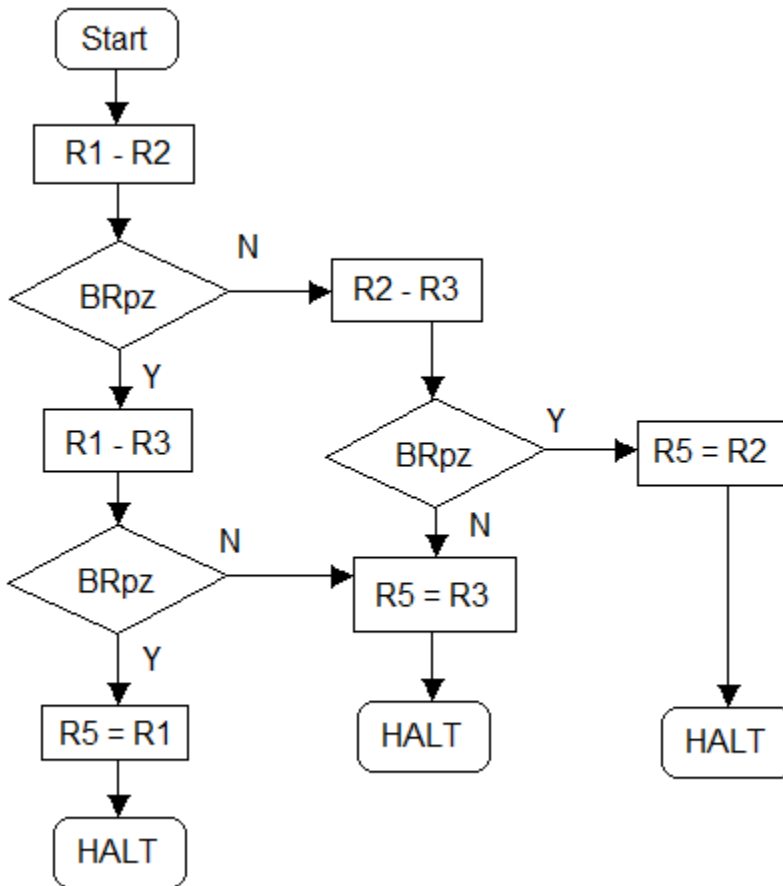 Start
R1 - R2
BRpz
N
R2 - R3
Y
R1 - R3
BRpz
Y
R5 = R2
N
BRpz
N
R5 = R3
Y
R5 = R1
HALT
HALT
HALT